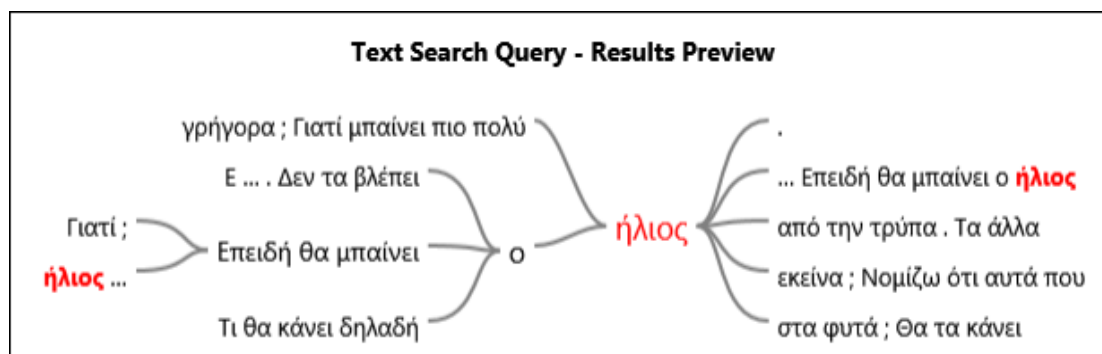 Text Search Query - Results Preview
γρήγορα ; Γιατί μπαίνει πιο πολύ
Ε ... . Δεν τα βλέπει
Γιατί ;
ήλιος ...
Επειδή θα μπαίνει
Τι θα κάνει δηλαδή
ο
ήλιος
.
... Επειδή θα μπαίνει ο ήλιος
από την τρύπα . Τα άλλα
εκείνα ; Νομίζω ότι αυτά που
στα φυτά ; Θα τα κάνει